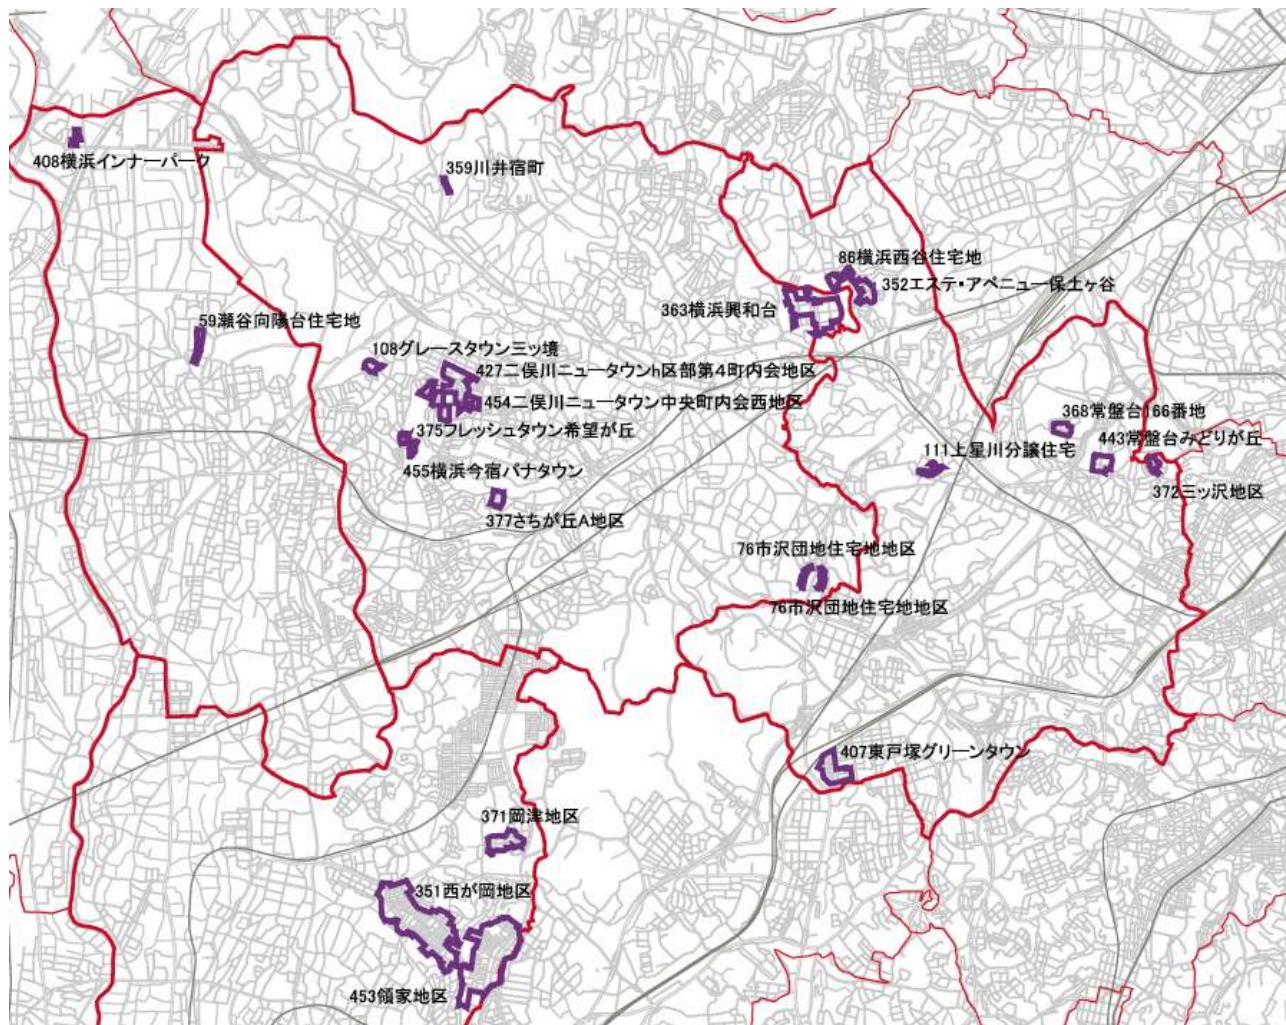 408横浜インナーパーク
359川井宿町
86横浜西谷住宅地
352エステ・アベニュー保土ヶ谷
363横浜興和台
59瀬谷向陽台住宅地
108グレースタウン三ッ境
427二俣川ニュータウンh区部第4町内会地区
454二俣川ニュータウン中央町内会西地区
375フレッシュタウン希望が丘
455横浜今宿パナタウン
377さちが丘A地区
368常盤台166番地
443常盤台みどりが丘
111上星川分譲住宅
372三ッ沢地区
76市沢団地住宅地地区
76市沢団地住宅地地区
407東戸塚グリーンタウン
371岡津地区
351西が岡地区
453領家地区